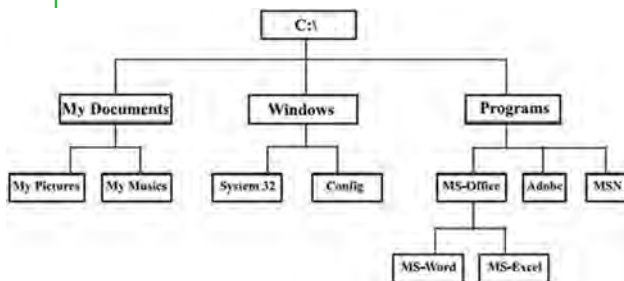 C:\
My Documents Windows Programs
My Pictures My Musics System 32 Config MS-Office Adobe MSN
MS-Word MS-Excel